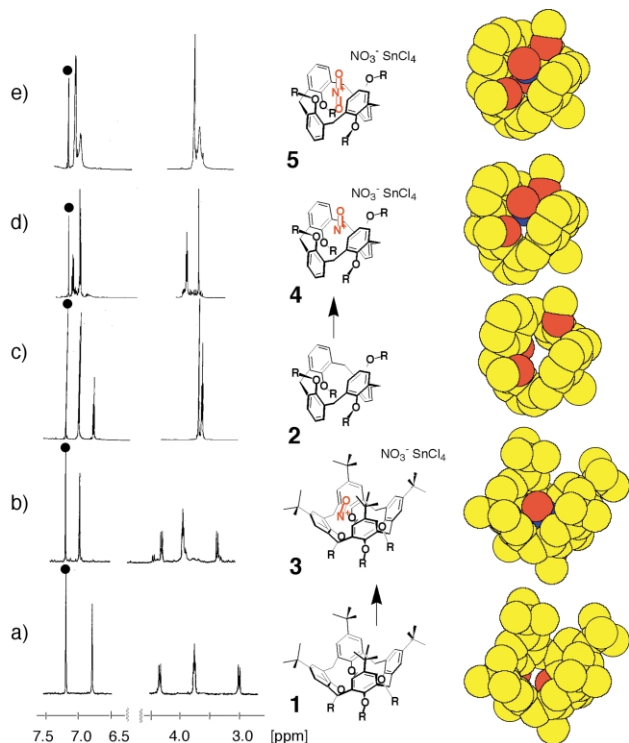 e)
NO₃⁻ SnCl₄
O
N
O
O-R
R
O
O
R
O
R
5
d)
NO₃⁻ SnCl₄
O
N
O-R
R
O
O
R
O
R
4
c)
O-R
R
O
O
R
O
R
2
b)
NO₃⁻ SnCl₄
O
N⁺
O
O
O
R
R
R
3
a)
O
O
O
R
R
R
1
7.5 7.0 6.5 4.0 3.0 [ppm]